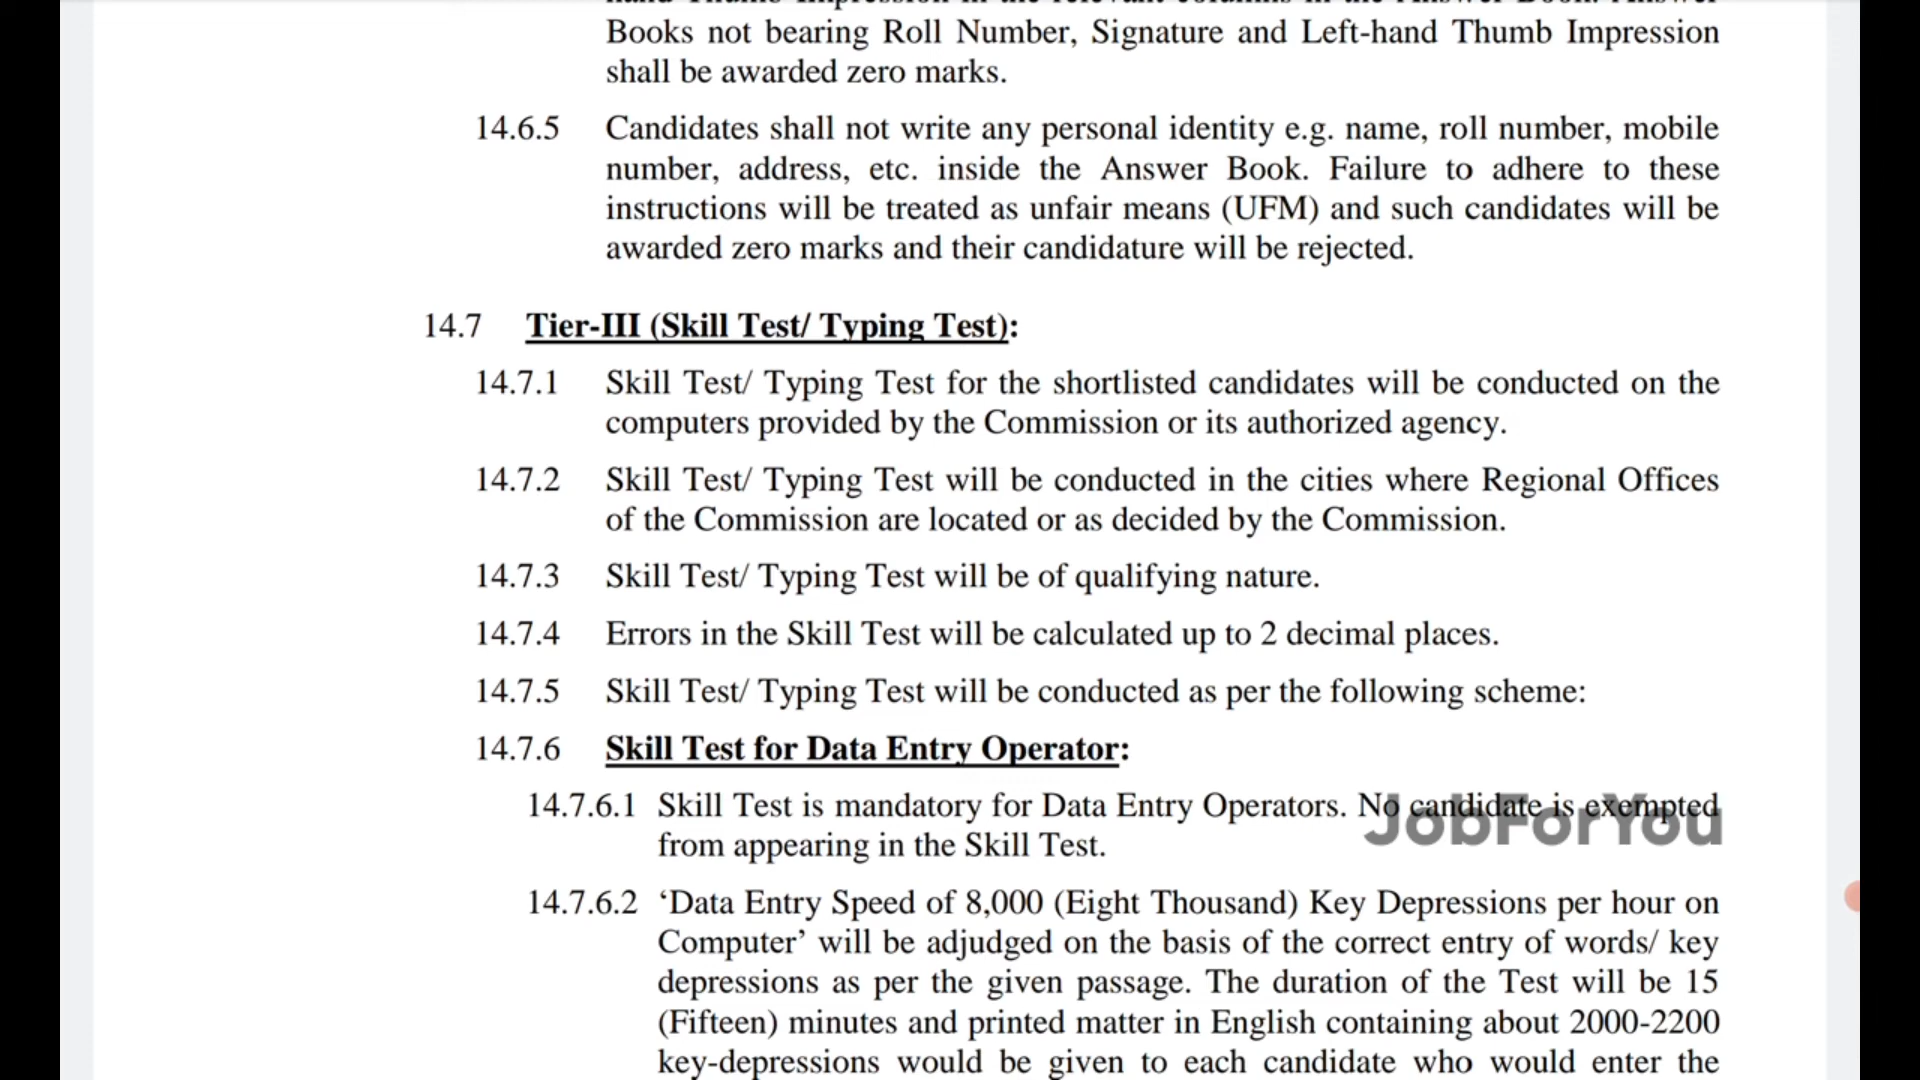 Books not bearing Roll Number, Signature and Left-hand Thumb Impression
shall be awarded zero marks.
14.6.5 Candidates shall not write any personal identity e.g. name, roll number, mobile
number, address, etc. inside the Answer Book. Failure to adhere to these
instructions will be treated as unfair means (UFM) and such candidates will be
awarded zero marks and their candidature will be rejected.
14.7 Tier-III (Skill Test/ Typing Test):
14.7.1 Skill Test/ Typing Test for the shortlisted candidates will be conducted on the
computers provided by the Commission or its authorized agency.
14.7.2 Skill Test/ Typing Test will be conducted in the cities where Regional Offices
of the Commission are located or as decided by the Commission.
14.7.3 Skill Test/ Typing Test will be of qualifying nature.
14.7.4 Errors in the Skill Test will be calculated up to 2 decimal places.
14.7.5 Skill Test/ Typing Test will be conducted as per the following scheme:
14.7.6 Skill Test for Data Entry Operator:
14.7.6.1 Skill Test is mandatory for Data Entry Operators. No candidate is exempted
from appearing in the Skill Test.
JobForYou
14.7.6.2 ‘Data Entry Speed of 8,000 (Eight Thousand) Key Depressions per hour on
Computer’ will be adjudged on the basis of the correct entry of words/ key
depressions as per the given passage. The duration of the Test will be 15
(Fifteen) minutes and printed matter in English containing about 2000-2200
key-depressions would be given to each candidate who would enter the